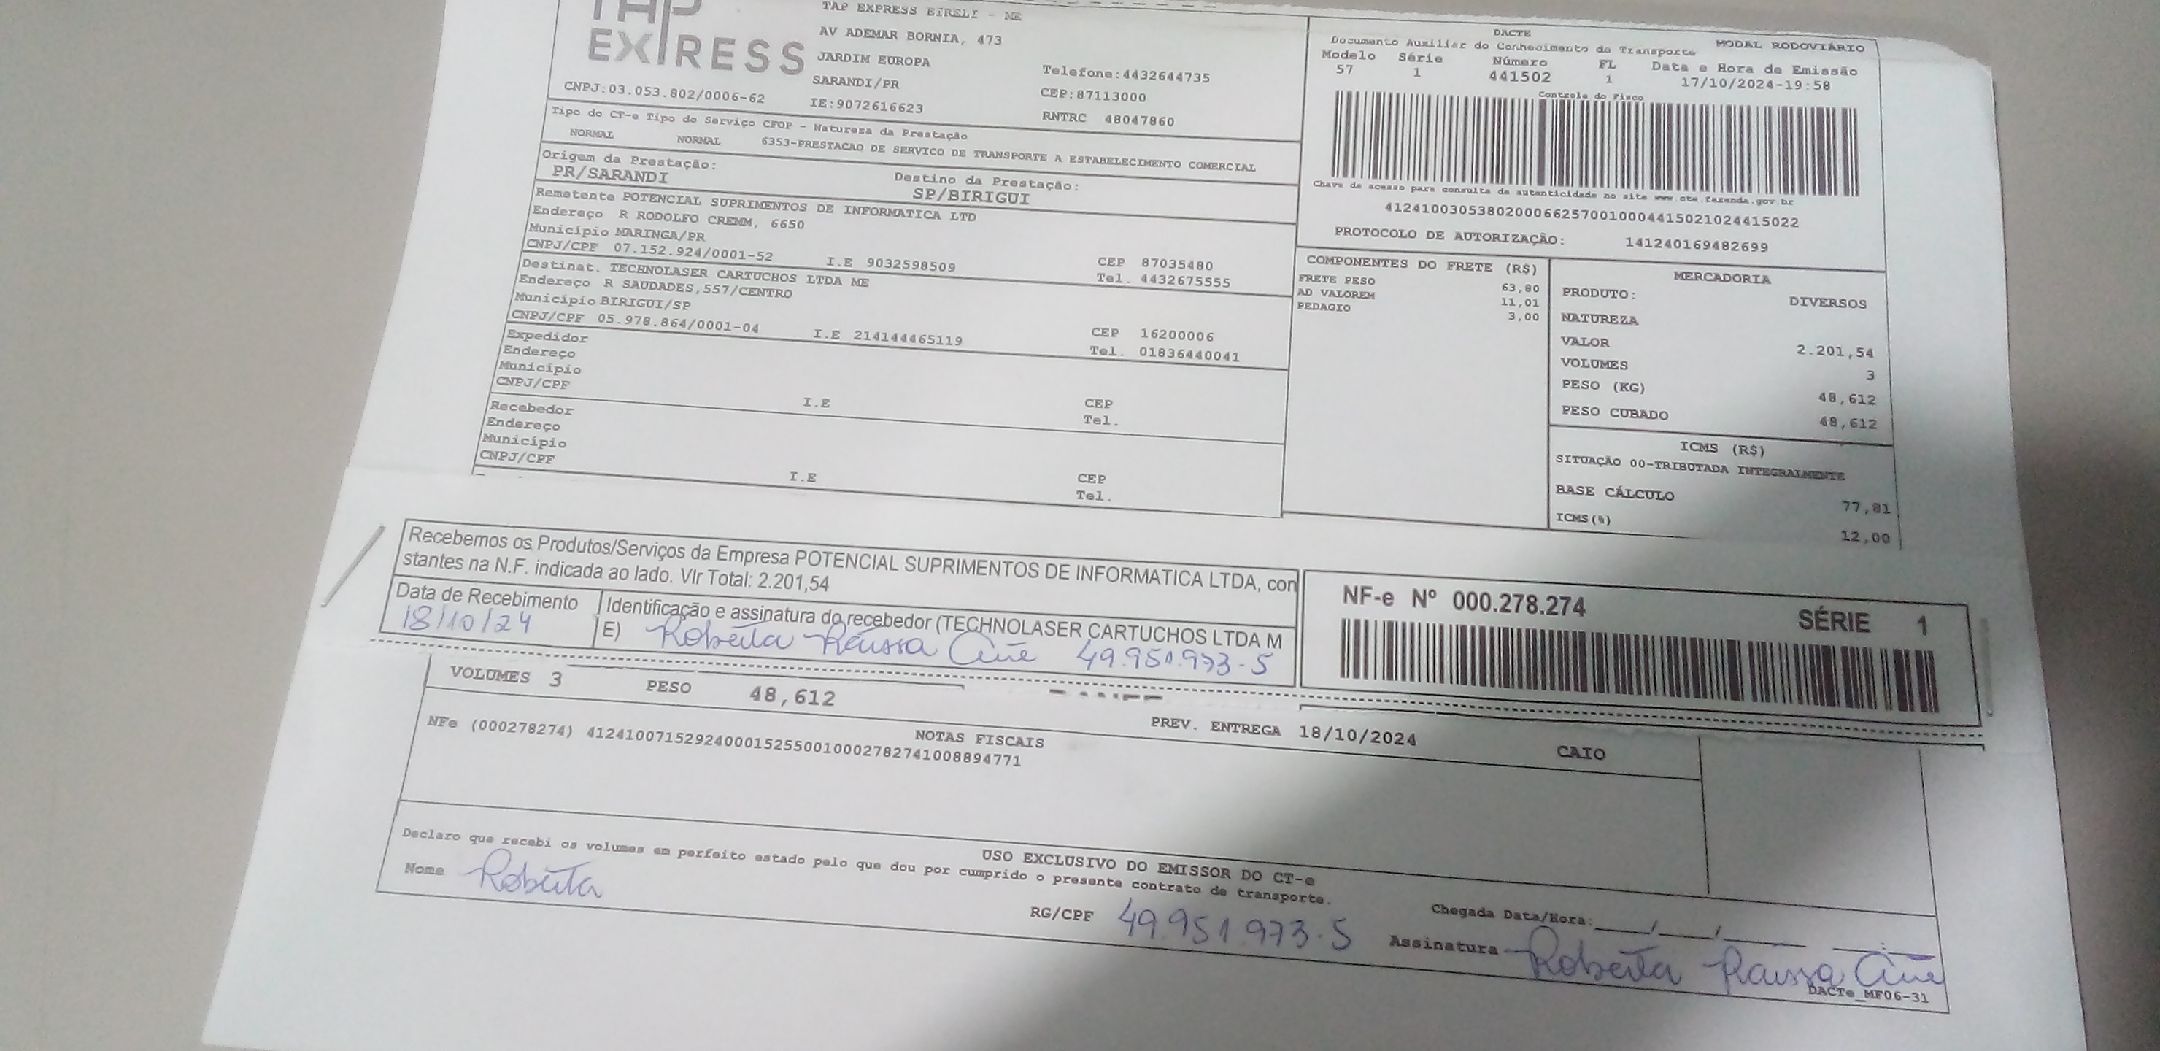 TAP
EXPRESS
TAP EXPRESS EIRELI - ME
AV ADEMAR BORNIA, 473
JARDIM EUROPA
SARANDI/PR
CNPJ:03.053.802/0006-62
IE:9072616623
Telefone:4432644735
CEP:87113000
RNTRC 48047860
DACTE
Documento Auxiliar do Conhecimento da Transporte
MODAL RODOVIÁRIO
Modelo Série Número FL Data e Hora de Emissão
57 1 441502 1 17/10/2024-19:58
Controle do Fisco
Tipo do CT-e Tipo do Serviço CFOP - Natureza da Prestação
NORMAL NORMAL 6353-PRESTACAO DE SERVICO DE TRANSPORTE A ESTABELECIMENTO COMERCIAL
Origem da Prestação: Destino da Prestação:
PR/SARANDI SP/BIRIGUI
Chave de acesso para consulta de autenticidade no site www.cte.fazenda.gov.br
41241003053802000662570010004415021024415022
PROTOCOLO DE AUTORIZAÇÃO: 141240169482699
Remetente POTENCIAL SUPRIMENTOS DE INFORMATICA LTD
Endereço R RODOLFO CREMM, 6650
Município MARINGA/PR
CNPJ/CPF 07.152.924/0001-52 I.E 9032598509
CEP 87035480
Tel. 4432675555
Destinat. TECHNOLASER CARTUCHOS LTDA ME
Endereço R SAUDADES,557/CENTRO
Município BIRIGUI/SP
CNPJ/CPF 05.978.864/0001-04 I.E 214144465119
CEP 16200006
Tel. 01836440041
Expedidor
Endereço
Município
CNPJ/CPF
I.E
CEP
Tel.
Recebedor
Endereço
Município
CNPJ/CPF
I.E
CEP
Tel.
COMPONENTES DO FRETE (R$)
FRETE PESO 63,80
AD VALOREM 11,01
PEDAGIO 3,00
MERCADORIA
PRODUTO: DIVERSOS
NATUREZA
VALOR 2.201,54
VOLUMES 3
PESO (KG) 48,612
PESO CUBADO 48,612
ICMS (R$)
SITUAÇÃO 00-TRIBUTADA INTEGRALMENTE
BASE CÁLCULO 77,81
ICMS(%) 12,00
Recebemos os Produtos/Serviços da Empresa POTENCIAL SUPRIMENTOS DE INFORMATICA LTDA, con
stantes na N.F. indicada ao lado. Vlr Total: 2.201,54
Data de Recebimento
18/10/24
Identificação e assinatura do recebedor (TECHNOLASER CARTUCHOS LTDA M
E) Roberta 49.951.973-5
NF-e Nº 000.278.274 SÉRIE 1
VOLUMES 3 PESO 48,612
PREV. ENTREGA 18/10/2024 CAIO
NOTAS FISCAIS
NFe (000278274) 41241007152924000152550010002782741008894771
USO EXCLUSIVO DO EMISSOR DO CT-e
Declaro que recebi os volumes em perfeito estado pelo que dou por cumprido o presente contrato de transporte.
Nome Roberta
RG/CPF 49.951.973-5
Chegada Data/Hora:____/____/____ ____:____
Assinatura Roberta
DACTe_MF06-31